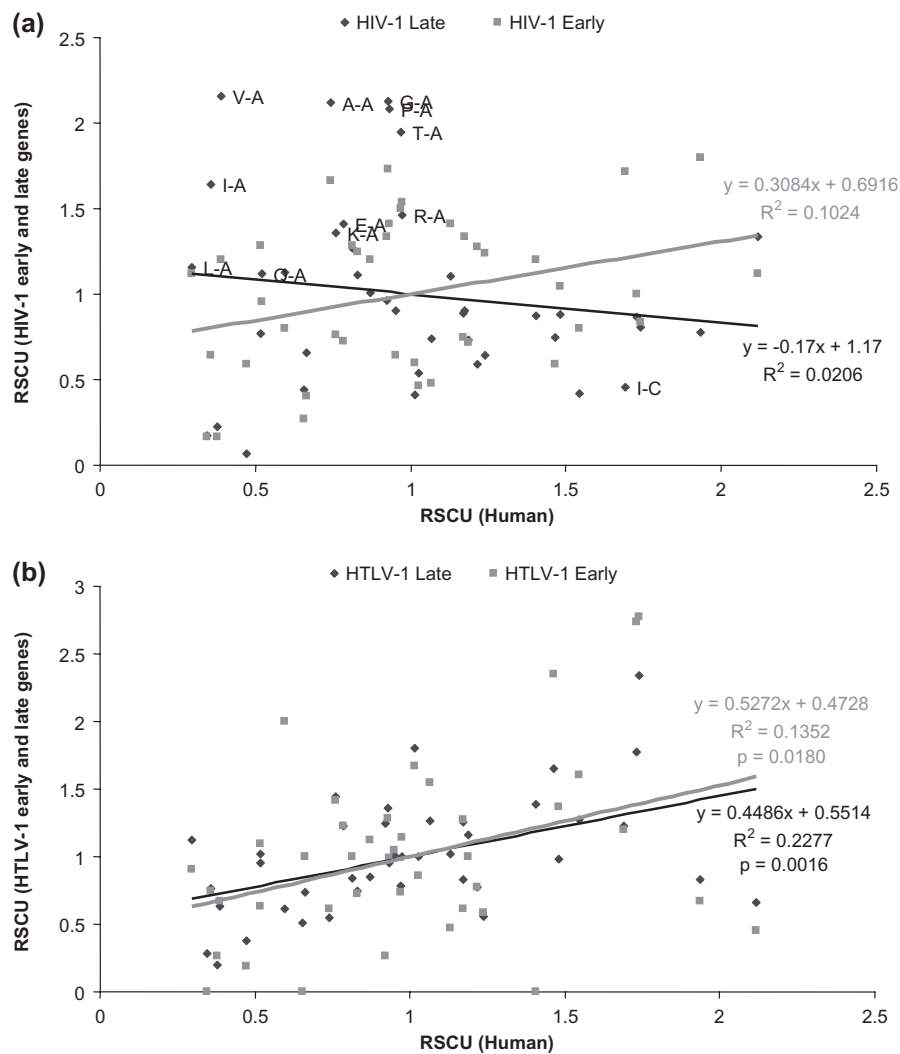 (a)
HIV-1 Late HIV-1 Early
RSCU (HIV-1 early and late genes)
2.5
2
1.5
1
0.5
0
V-A
A-A
G-A
P-A
T-A
I-A
R-A
E-A
K-A
L-A
Q-A
I-C
y = 0.3084x + 0.6916
R² = 0.1024
y = -0.17x + 1.17
R² = 0.0206
0 0.5 1 1.5 2 2.5
RSCU (Human)
(b)
HTLV-1 Late HTLV-1 Early
RSCU (HTLV-1 early and late genes)
3
2.5
2
1.5
1
0.5
0
y = 0.5272x + 0.4728
R² = 0.1352
p = 0.0180
y = 0.4486x + 0.5514
R² = 0.2277
p = 0.0016
0 0.5 1 1.5 2 2.5
RSCU (Human)